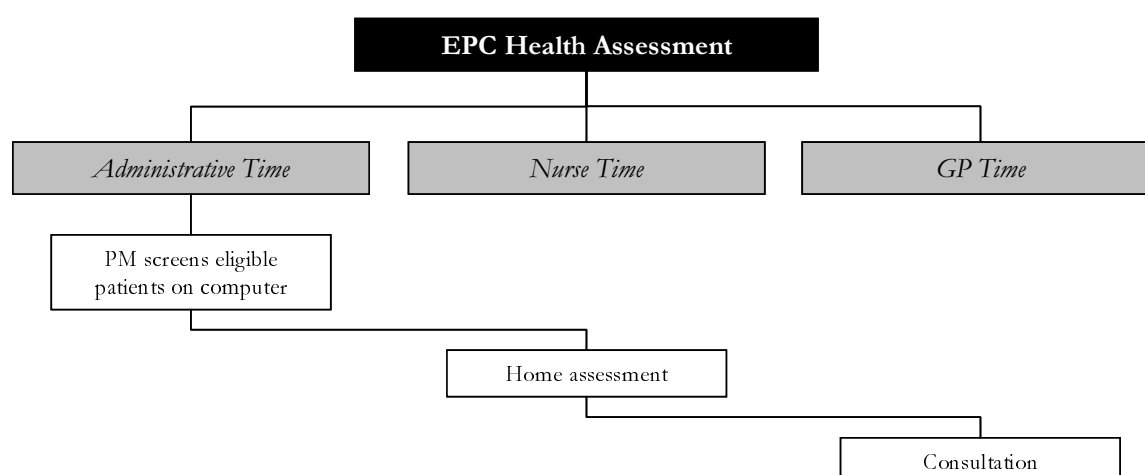 EPC Health Assessment
Administrative Time
Nurse Time
GP Time
PM screens eligible
patients on computer
Home assessment
Consultation